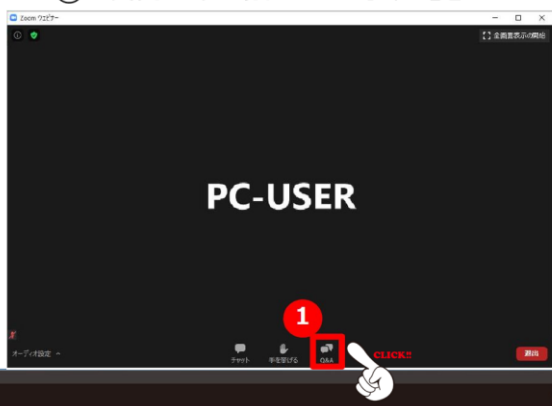 Zoom ウェビナー
全画面表示の開始
PC-USER
1
オーディオ設定
チャット
手を挙げる
Q&A
CLICK!!
退出